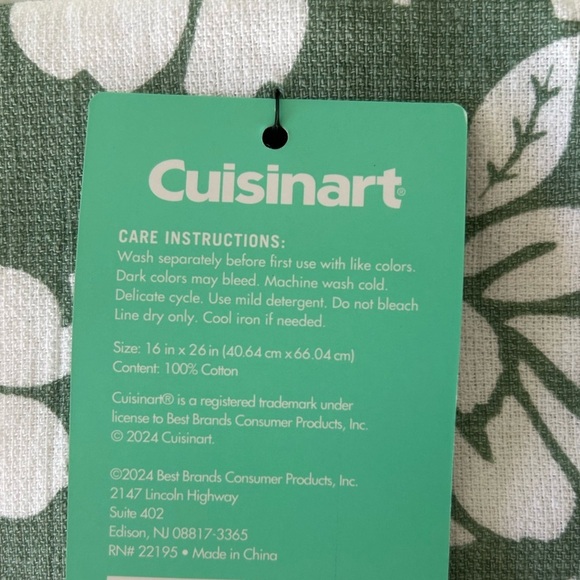 Cuisinart®
CARE INSTRUCTIONS:
Wash separately before first use with like colors.
Dark colors may bleed. Machine wash cold.
Delicate cycle. Use mild detergent. Do not bleach
Line dry only. Cool iron if needed.
Size: 16 in x 26 in (40.64 cm x 66.04 cm)
Content: 100% Cotton
Cuisinart® is a registered trademark under
license to Best Brands Consumer Products, Inc.
© 2024 Cuisinart.
©2024 Best Brands Consumer Products, Inc.
2147 Lincoln Highway
Suite 402
Edison, NJ 08817-3365
RN# 22195 • Made in China